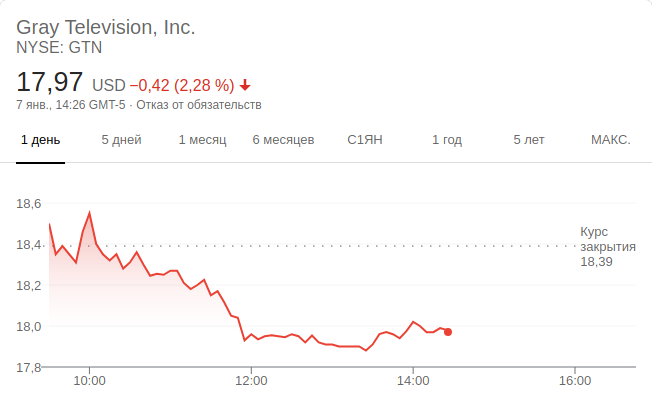 Gray Television, Inc.
NYSE: GTN
17,97 USD −0,42 (2,28 %)
7 янв., 14:26 GMT-5 · Отказ от обязательств
1 день 5 дней 1 месяц 6 месяцев С1ЯН 1 год 5 лет МАКС.
18,6
18,4
18,2
18,0
17,8
Курс
закрытия
18,39
10:00 12:00 14:00 16:00